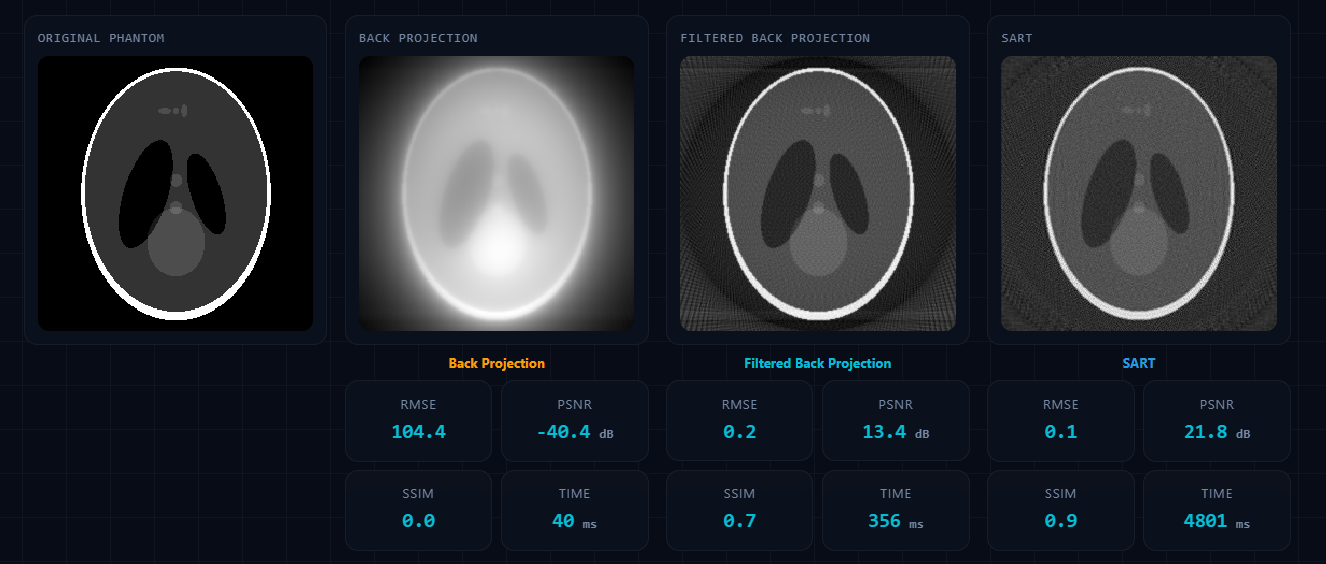 ORIGINAL PHANTOM
BACK PROJECTION
FILTERED BACK PROJECTION
SART
Back Projection
Filtered Back Projection
SART
RMSE
PSNR
RMSE
PSNR
RMSE
PSNR
104.4
-40.4 dB
0.2
13.4 dB
0.1
21.8 dB
SSIM
TIME
SSIM
TIME
SSIM
TIME
0.0
40 ms
0.7
356 ms
0.9
4801 ms